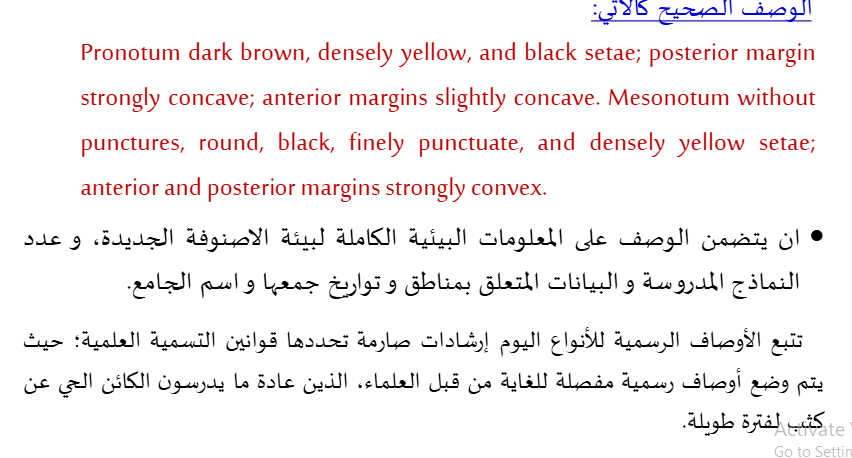 الوصف الصحيح كالاتي:
Pronotum dark brown, densely yellow, and black setae; posterior margin
strongly concave; anterior margins slightly concave. Mesonotum without
punctures, round, black, finely punctuate, and densely yellow setae;
anterior and posterior margins strongly convex.
● ان يتضمن الوصف على المعلومات البيئية الكاملة لبيئة الاصنوفة الجديدة، و عدد
النماذج المدروسة و البيانات المتعلق بمناطق و تواريخ جمعها و اسم الجامع.
تتبع الأوصاف الرسمية للأنواع اليوم إرشادات صارمة تحددها قوانين التسمية العلمية؛ حيث
يتم وضع أوصاف رسمية مفصلة للغاية من قبل العلماء، الذين عادة ما يدرسون الكائن الحي عن
كثب لفترة طويلة.
Activate
Go to Settin